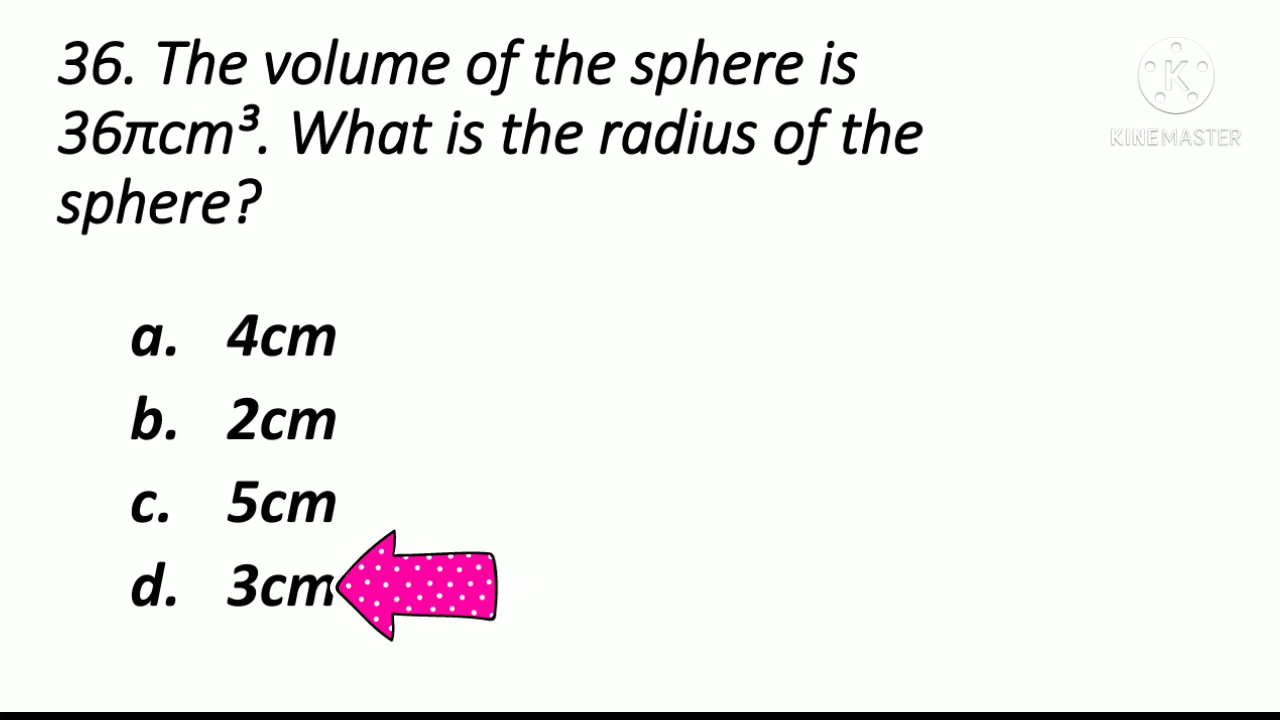 36. The volume of the sphere is
36πcm³. What is the radius of the
sphere?
K
KINEMASTER
a. 4cm
b. 2cm
c. 5cm
d. 3cm